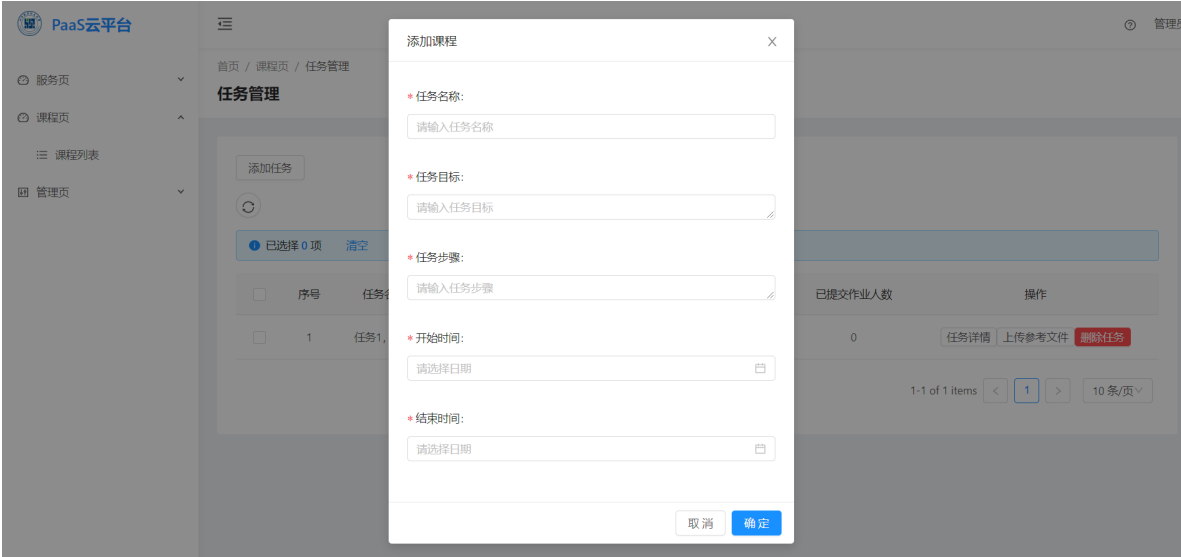 PaaS云平台
管理
首页 / 课程页 / 任务管理
任务管理
服务页
课程页
课程列表
管理页
添加任务
已选择 0 项 清空
序号 任务 已提交作业人数 操作
1 任务1, 0 任务详情 上传参考文件 删除任务
1-1 of 1 items < 1 > 10 条/页
添加课程
* 任务名称:
请输入任务名称
* 任务目标:
请输入任务目标
* 任务步骤:
请输入任务步骤
* 开始时间:
请选择日期
* 结束时间:
请选择日期
取 消 确 定